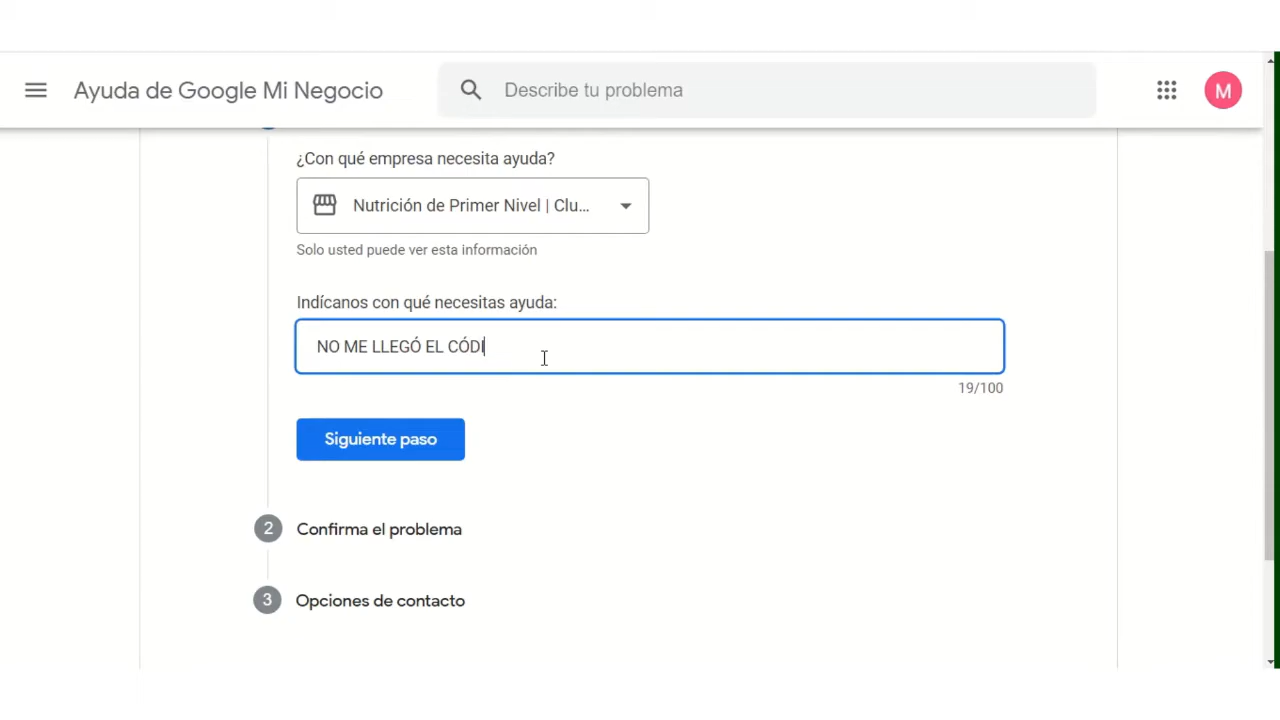 Ayuda de Google Mi Negocio
Describe tu problema
M
¿Con qué empresa necesita ayuda?
Nutrición de Primer Nivel | Clu...
Solo usted puede ver esta información
Indícanos con qué necesitas ayuda:
NO ME LLEGÓ EL CÓDI
19/100
Siguiente paso
2 Confirma el problema
3 Opciones de contacto